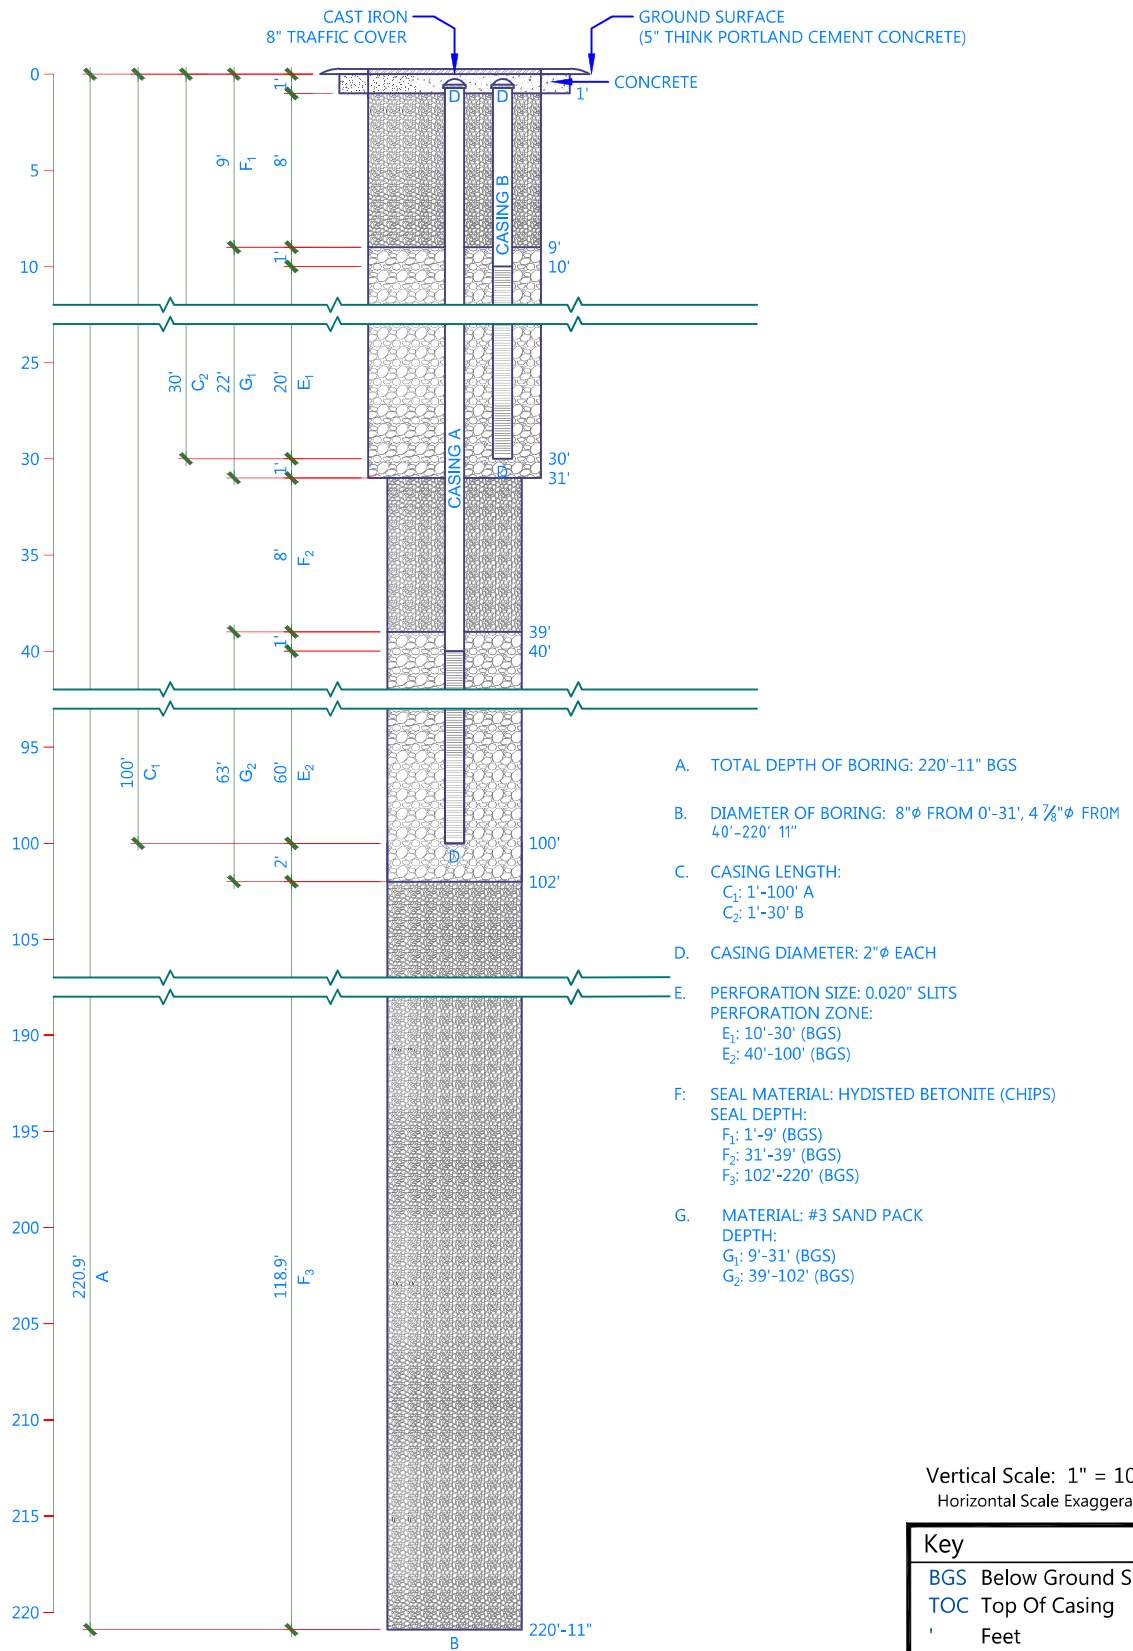 CAST IRON
8" TRAFFIC COVER
GROUND SURFACE
(5" THINK PORTLAND CEMENT CONCRETE)
CONCRETE
0
5
10
25
30
35
40
95
100
105
190
195
200
205
210
215
220
1'
9'
F1
8'
1'
30'
C2
22'
G1
20'
E1
1'
8'
F2
1'
100'
C1
63'
G2
60'
E2
2'
220.9'
A
118.9'
F3
D
D
1'
CASING B
9'
10'
CASING A
30'
D
31'
39'
40'
100'
D
102'
220'-11"
B
A. TOTAL DEPTH OF BORING: 220'-11" BGS
B. DIAMETER OF BORING: 8"ϕ FROM 0'-31', 4 ⅞"ϕ FROM
40'-220' 11"
C. CASING LENGTH:
C1: 1'-100' A
C2: 1'-30' B
D. CASING DIAMETER: 2"ϕ EACH
E. PERFORATION SIZE: 0.020" SLITS
PERFORATION ZONE:
E1: 10'-30' (BGS)
E2: 40'-100' (BGS)
F: SEAL MATERIAL: HYDISTED BETONITE (CHIPS)
SEAL DEPTH:
F1: 1'-9' (BGS)
F2: 31'-39' (BGS)
F3: 102'-220' (BGS)
G. MATERIAL: #3 SAND PACK
DEPTH:
G1: 9'-31' (BGS)
G2: 39'-102' (BGS)
Vertical Scale: 1" = 10
Horizontal Scale Exaggera
Key
BGS Below Ground S
TOC Top Of Casing
' Feet